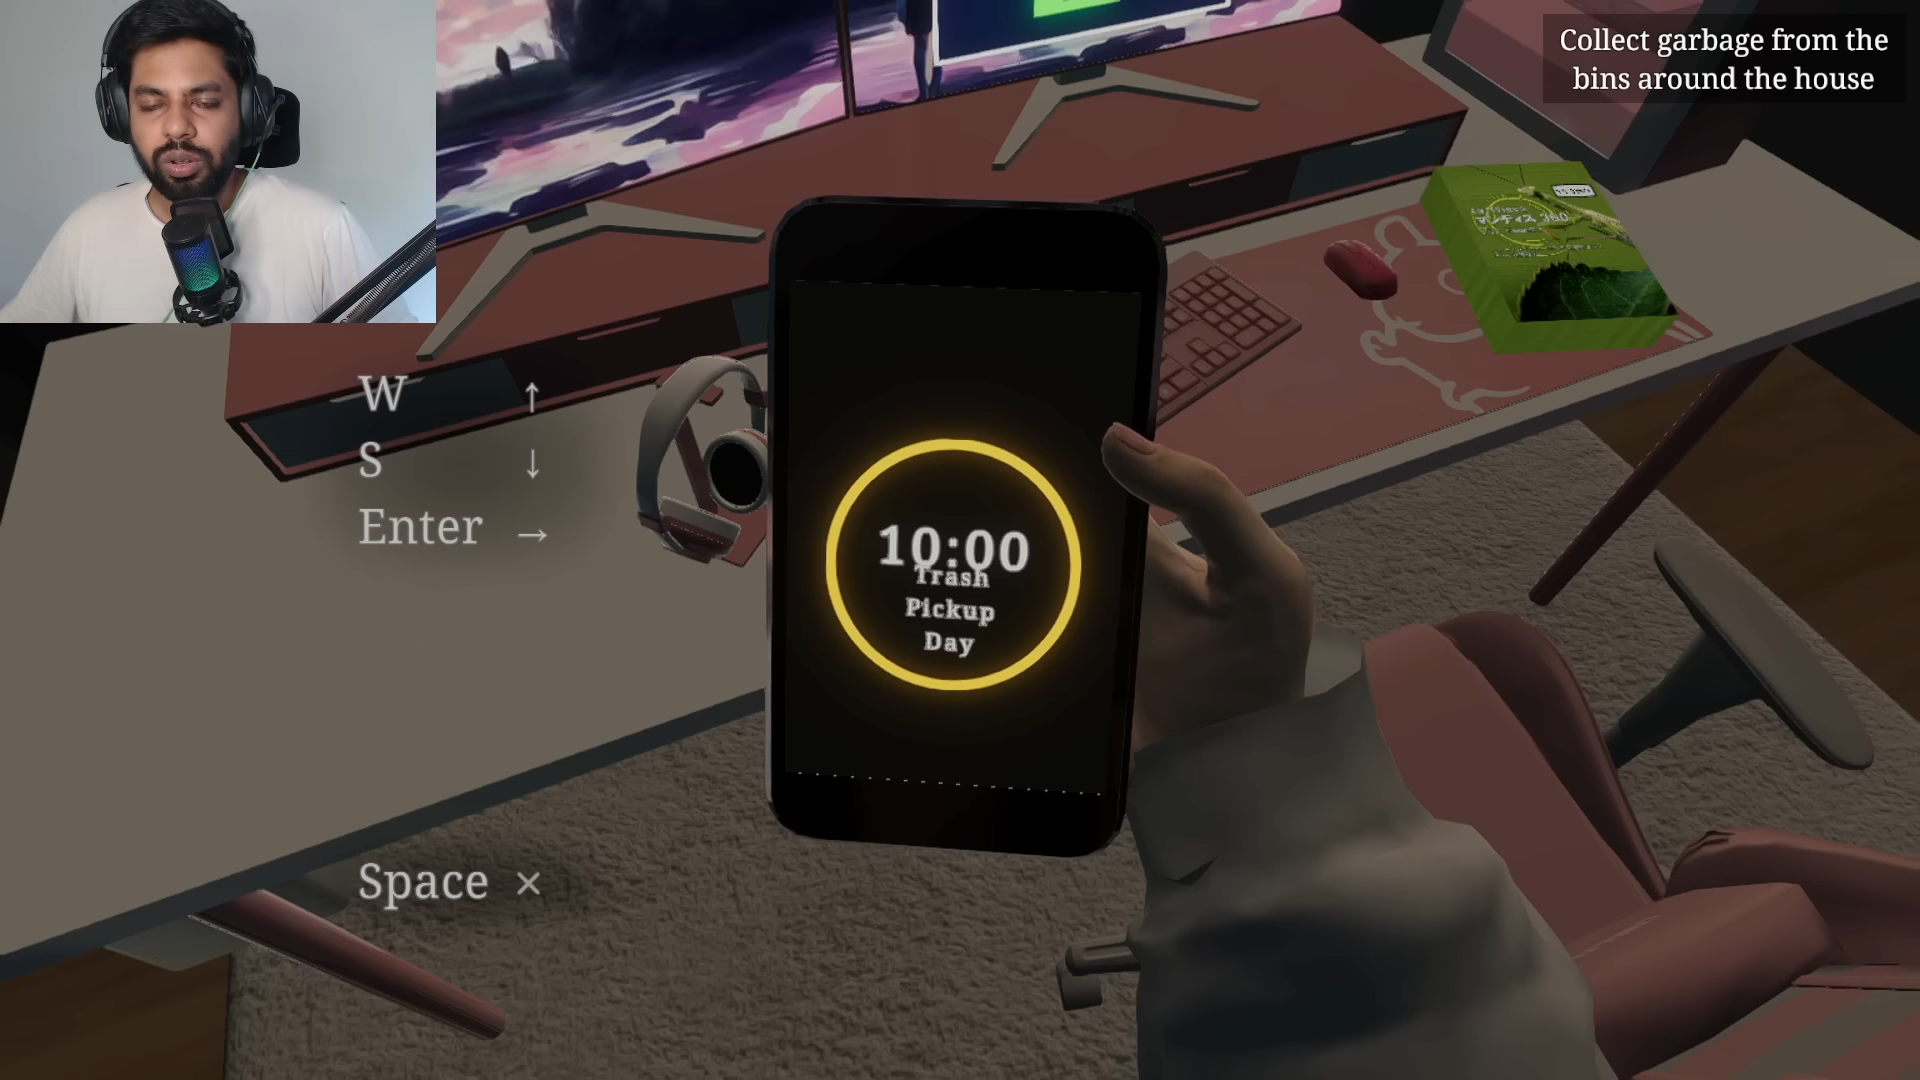 Collect garbage from the
bins around the house
W ↑
S ↓
Enter →
10:00
Trash
Pickup
Day
Space ×